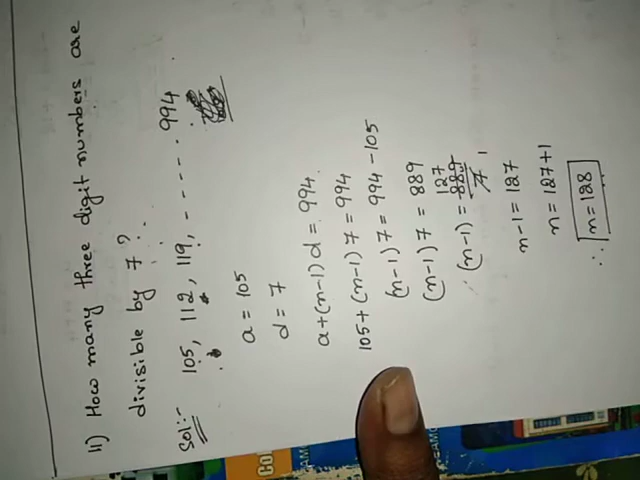 11) How many three digit numbers are
divisible by 7?
Sol:- 105, 112, 119, - - - - - . 994.
a = 105
d = 7
a+(n-1)d = 994.
105+(n-1)7 = 994
(n-1)7 = 994-105
(n-1)7 = 889
127
∴ (n-1) = 889
7 1
n-1 = 127
n = 127+1
∴ n = 128